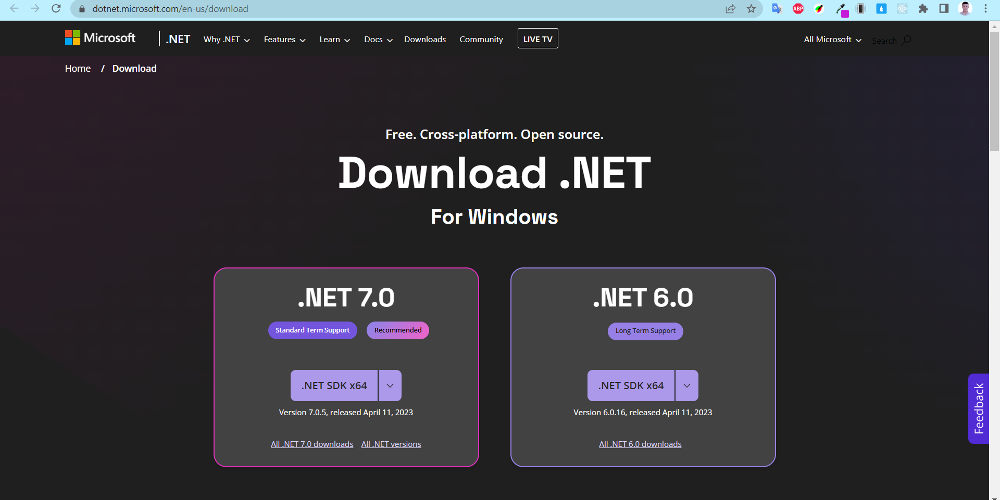 dotnet.microsoft.com/en-us/download
ABP
Microsoft
.NET
Why .NET
Features
Learn
Docs
Downloads
Community
LIVE TV
All Microsoft
Search
Home / Download
Free. Cross-platform. Open source.
Download .NET
For Windows
.NET 7.0
Standard Term Support
Recommended
.NET SDK x64
Version 7.0.5, released April 11, 2023
All .NET 7.0 downloads
All .NET versions
.NET 6.0
Long Term Support
.NET SDK x64
Version 6.0.16, released April 11, 2023
All .NET 6.0 downloads
Feedback